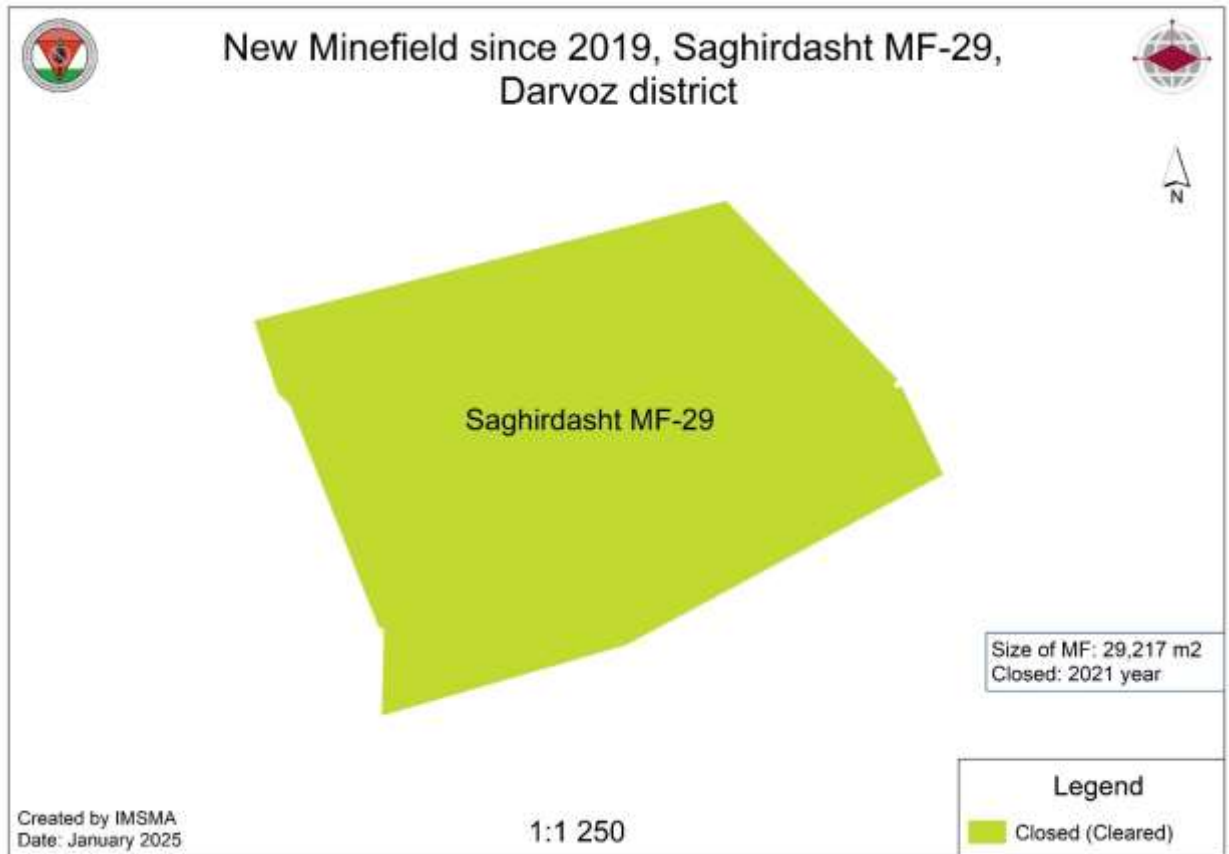 New Minefield since 2019, Saghirdasht MF-29,
Darvoz district
N
Saghirdasht MF-29
Size of MF: 29,217 m2
Closed: 2021 year
Legend
Closed (Cleared)
Created by IMSMA
Date: January 2025
1:1 250